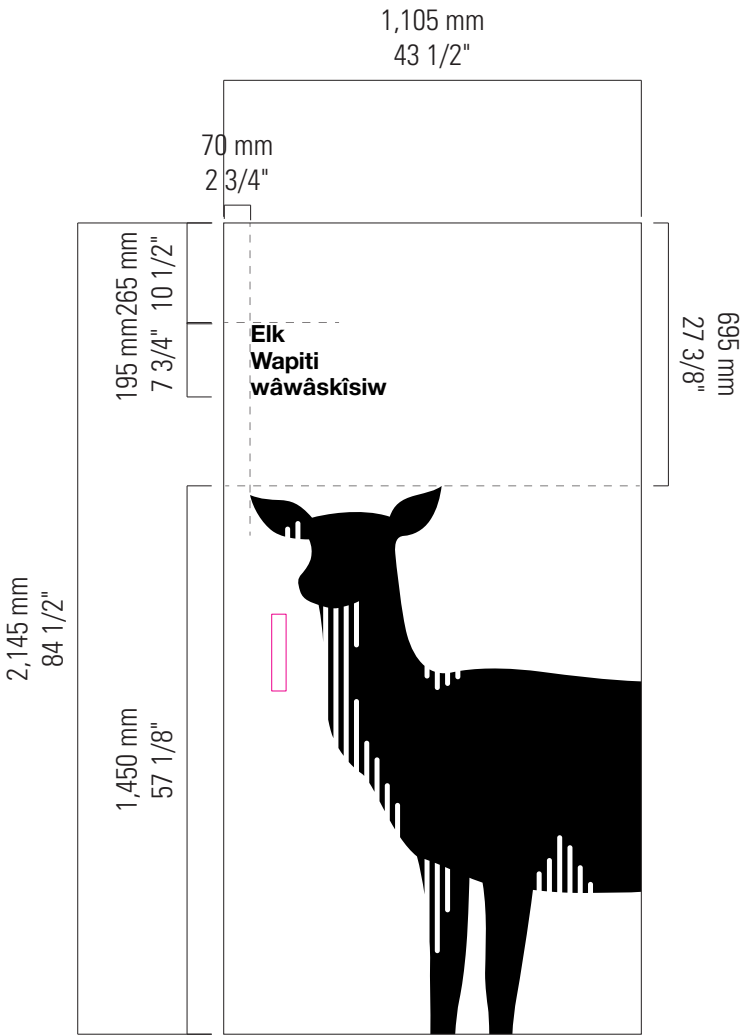 1,105 mm
43 1/2"
70 mm
2 3/4"
265 mm
10 1/2"
195 mm
7 3/4"
Elk
Wapiti
wâwâskîsiw
695 mm
27 3/8"
2,145 mm
84 1/2"
1,450 mm
57 1/8"